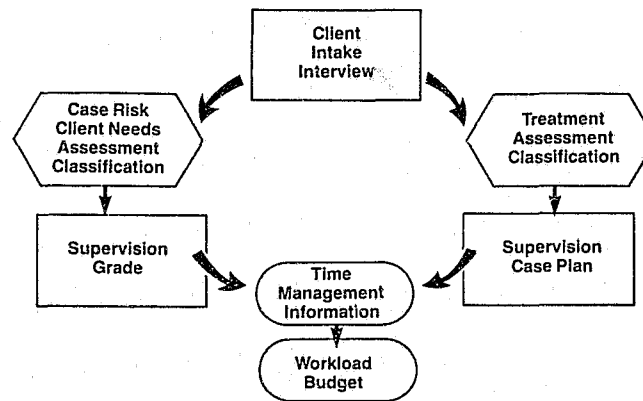 Client
Intake
Interview
Case Risk
Client Needs
Assessment
Classification
Treatment
Assessment
Classification
Supervision
Grade
Supervision
Case Plan
Time
Management
Information
Workload
Budget